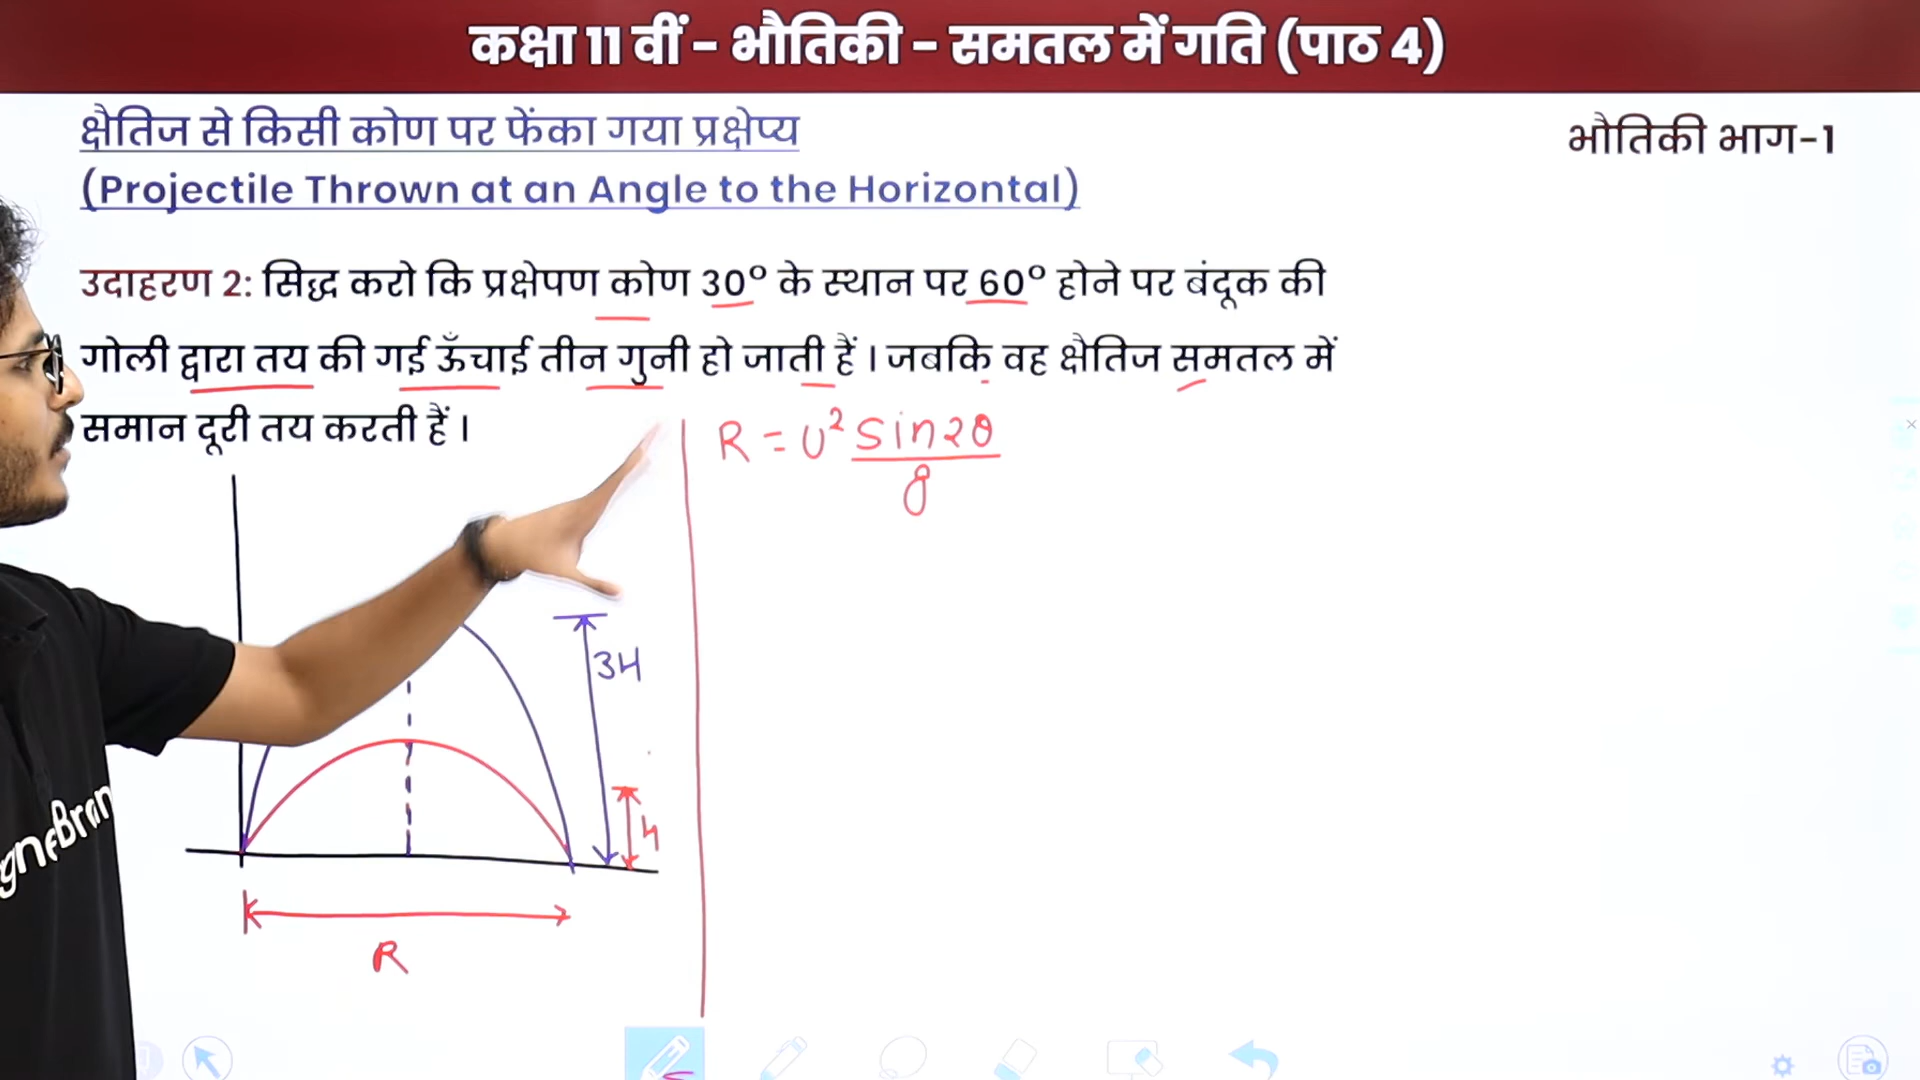 कक्षा 11 वीं – भौतिकी – समतल में गति (पाठ 4)
क्षैतिज से किसी कोण पर फेंका गया प्रक्षेप्य
भौतिकी भाग-1
(Projectile Thrown at an Angle to the Horizontal)
उदाहरण 2: सिद्ध करो कि प्रक्षेपण कोण 30° के स्थान पर 60° होने पर बंदूक की
गोली द्वारा तय की गई ऊँचाई तीन गुनी हो जाती हैं। जबकि वह क्षैतिज समतल में
समान दूरी तय करती हैं।
R = u² sin2θ
g
3H
H
R